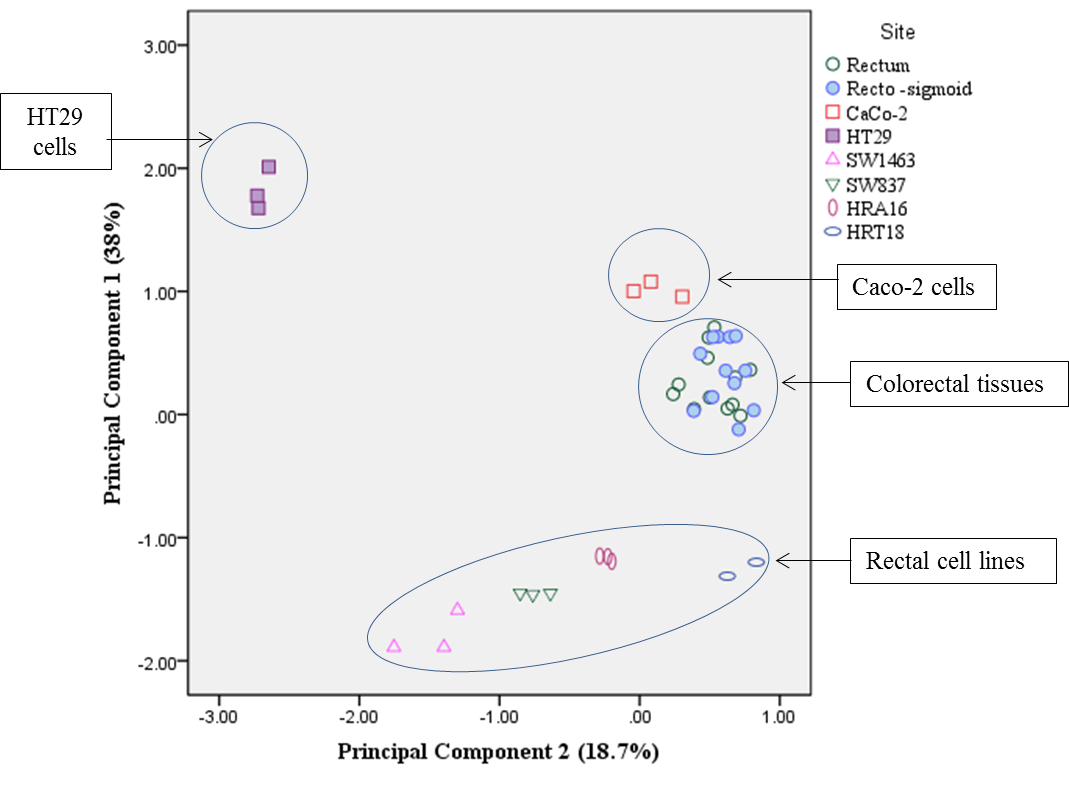 Site
Rectum
Recto -sigmoid
CaCo-2
HT29
SW1463
SW837
HRA16
HRT18
HT29
cells
Caco-2 cells
Colorectal tissues
Rectal cell lines
Principal Component 1 (38%)
3.00
2.00
1.00
.00
-1.00
-2.00
-3.00 -2.00 -1.00 .00 1.00
Principal Component 2 (18.7%)